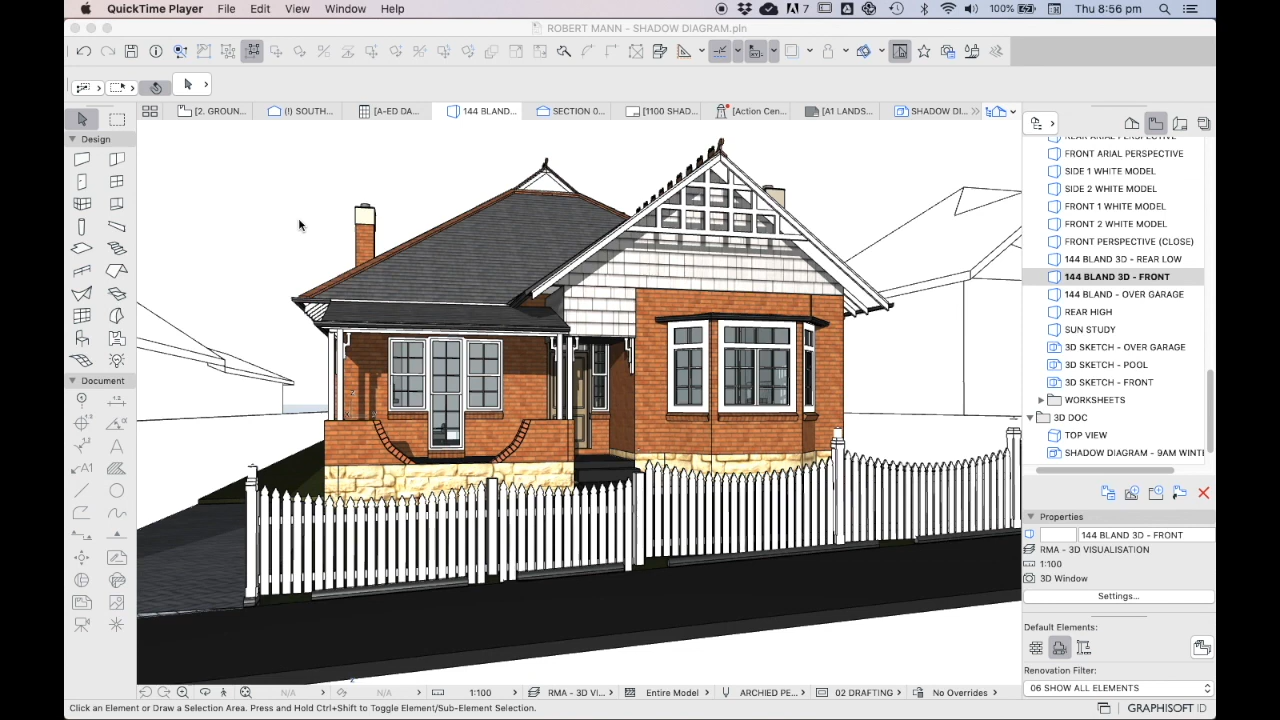 QuickTime Player File Edit View Window Help
7 100% Thu 8:56 pm
ROBERT MANN - SHADOW DIAGRAM.pln
[2. GROUN...
(!) SOUTH...
[A-ED DA...
144 BLAND...
SECTION 0...
[1100 SHAD...
[Action Cen...
[A1 LANDS...
SHADOW DI...
Design
Document
A1
FRONT ARIAL PERSPECTIVE
SIDE 1 WHITE MODEL
SIDE 2 WHITE MODEL
FRONT 1 WHITE MODEL
FRONT 2 WHITE MODEL
FRONT PERSPECTIVE (CLOSE)
144 BLAND 3D - REAR LOW
144 BLAND 3D - FRONT
144 BLAND - OVER GARAGE
REAR HIGH
SUN STUDY
3D SKETCH - OVER GARAGE
3D SKETCH - POOL
3D SKETCH - FRONT
WORKSHEETS
3D DOC
TOP VIEW
SHADOW DIAGRAM - 9AM WINTE
Properties
144 BLAND 3D - FRONT
RMA - 3D VISUALISATION
1:100
3D Window
Settings...
Default Elements:
Renovation Filter:
06 SHOW ALL ELEMENTS
N/A N/A 1:100 RMA - 3D VI... Entire Model ARCHIED PE... 02 DRAFTING No Overrides
Click an Element or Draw a Selection Area. Press and Hold Ctrl+Shift to Toggle Element/Sub-Element Selection.
GRAPHISOFT ID